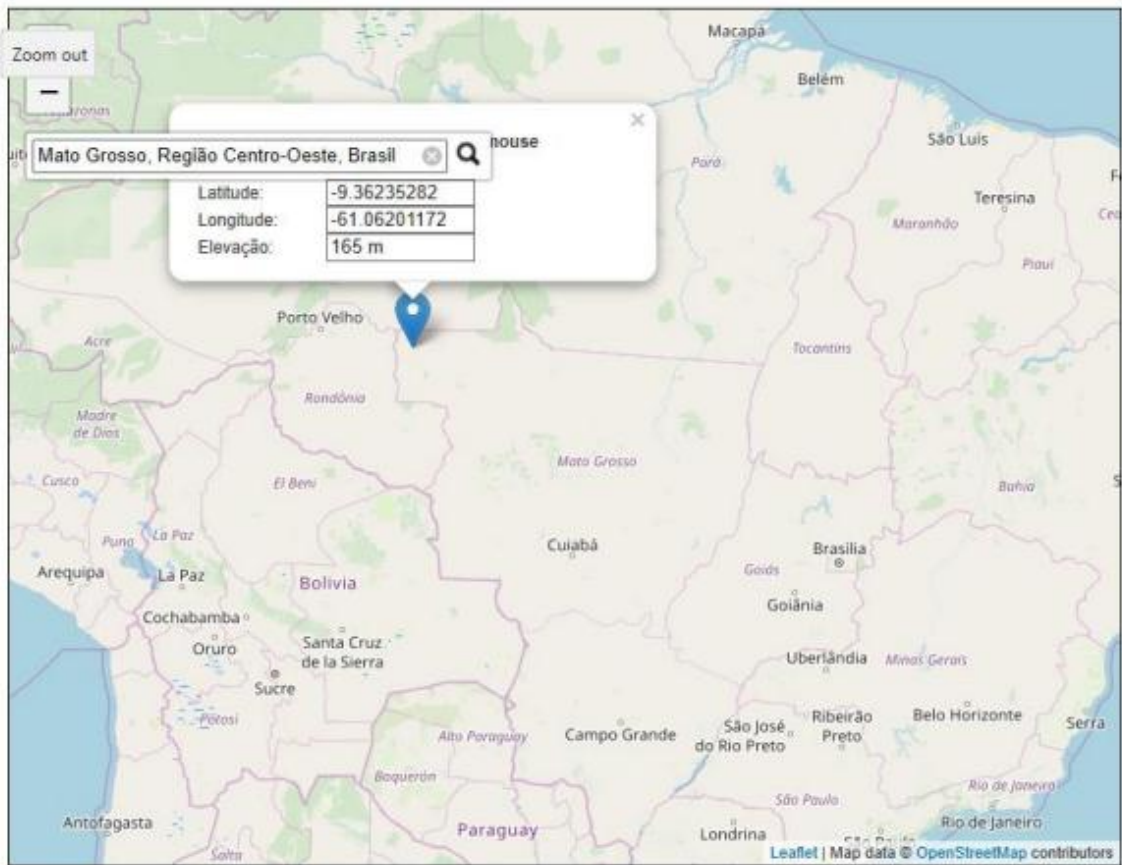 Macapá
Zoom out
Belém
−
mouse
São Luis
Mato Grosso, Região Centro-Oeste, Brasil
Pará
Latitude: -9.36235282
Teresina
Longitude: -61.06201172
Maranhão
Elevação: 165 m
Piauí
Porto Velho
Acre
Tocantins
Rondônia
Madre
de Dios
Mato Grosso
Cusco
El Beni
Bahia
Puno
La Paz
Cuiabá
Brasília
Arequipa
La Paz
Bolivia
Goiás
Goiânia
Cochabamba
Oruro
Santa Cruz
de la Sierra
Uberlândia
Minas Gerais
Sucre
Potosí
Alto Paraguay
Campo Grande
São José
do Rio Preto
Ribeirão
Preto
Belo Horizonte
Serra
Boquerón
Rio de Janeiro
São Paulo
Antofagasta
Paraguay
Londrina
Rio de Janeiro
Salta
Leaflet | Map data © OpenStreetMap contributors